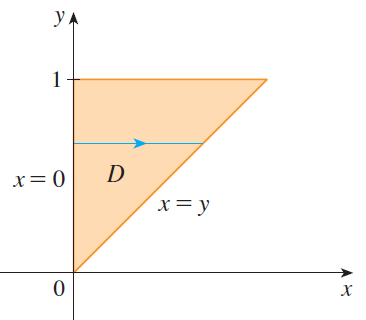 y
1
x = 0
D
x = y
0
x